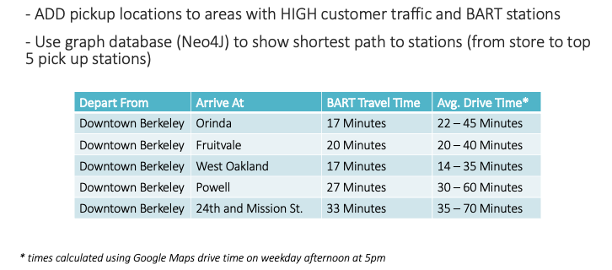 - ADD pickup locations to areas with HIGH customer traffic and BART stations
- Use graph database (Neo4J) to show shortest path to stations (from store to top
5 pick up stations)
Depart From Arrive At BART Travel Time Avg. Drive Time*
Downtown Berkeley Orinda 17 Minutes 22 – 45 Minutes
Downtown Berkeley Fruitvale 20 Minutes 20 – 40 Minutes
Downtown Berkeley West Oakland 17 Minutes 14 – 35 Minutes
Downtown Berkeley Powell 27 Minutes 30 – 60 Minutes
Downtown Berkeley 24th and Mission St. 33 Minutes 35 – 70 Minutes
* times calculated using Google Maps drive time on weekday afternoon at 5pm